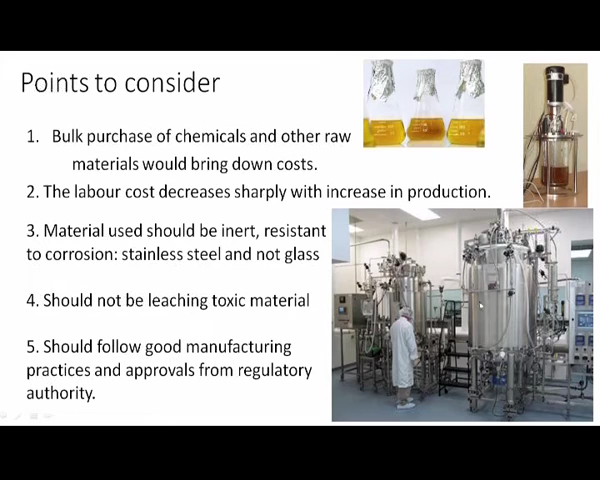 Points to consider
1. Bulk purchase of chemicals and other raw
materials would bring down costs.
2. The labour cost decreases sharply with increase in production.
3. Material used should be inert, resistant
to corrosion: stainless steel and not glass
4. Should not be leaching toxic material
5. Should follow good manufacturing
practices and approvals from regulatory
authority.